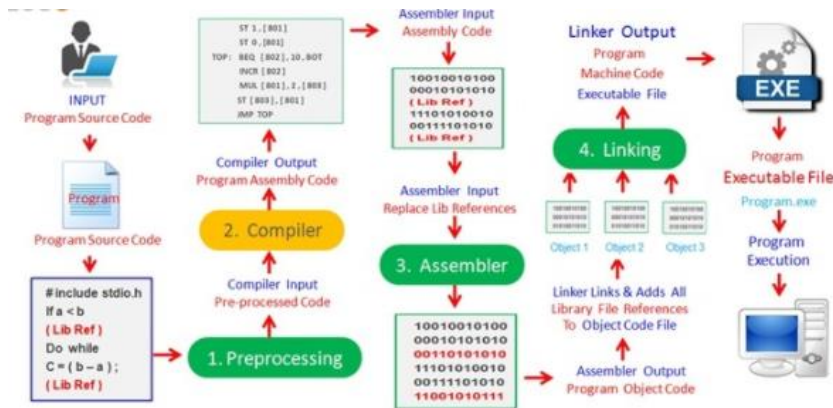 INPUT
Program Source Code
Program
Program Source Code
# include stdio.h
If a < b
( Lib Ref )
Do while
C = ( b – a ) ;
( Lib Ref )
1. Preprocessing
Pre-processed Code
Compiler Input
2. Compiler
Program Assembly Code
Compiler Output
ST 1,[801]
ST 0,[801]
TOP: BEQ [802],10,BOT
INCR [802]
MUL [801],2,[803]
ST [803],[801]
JMP TOP
Assembler Input
Assembly Code
10010010100
00010101010
( Lib Ref )
11101010010
00111101010
( Lib Ref )
Assembler Input
Replace Lib References
3. Assembler
10010010100
00010101010
00110101010
11101010010
00111101010
11001010111
Assembler Output
Program Object Code
Linker Links & Adds All
Library File References
To Object Code File
Object 1
Object 2
Object 3
4. Linking
Linker Output
Program
Machine Code
Executable File
EXE
Program
Executable File
Program.exe
Program
Execution